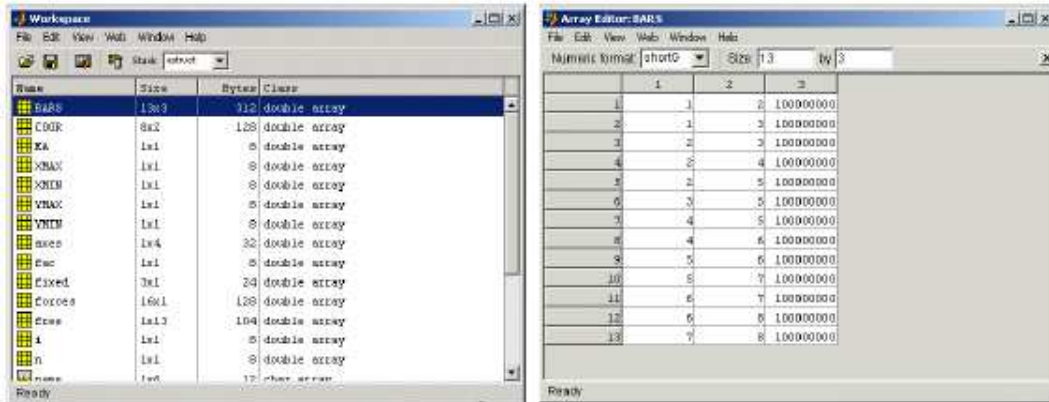 Workspace
File Edit View Web Window Help
Stack: estruct
Name Size Bytes Class
BARS 13x3 312 double array
COOR 8x2 128 double array
EA 1x1 8 double array
XMAX 1x1 8 double array
XMIN 1x1 8 double array
YMAX 1x1 8 double array
YMIN 1x1 8 double array
axes 1x4 32 double array
fac 1x1 8 double array
fixed 3x1 24 double array
forces 16x1 128 double array
free 1x13 104 double array
i 1x1 8 double array
n 1x1 8 double array
name 1x6 12 char array
Ready
Array Editor: BARS
File Edit View Web Window Help
Numeric format: shortG Size: 13 by 3
1 2 3
1 1 2 100000000
2 1 3 100000000
3 2 3 100000000
4 2 4 100000000
5 2 5 100000000
6 3 5 100000000
7 4 5 100000000
8 4 6 100000000
9 5 6 100000000
10 5 7 100000000
11 6 7 100000000
12 6 8 100000000
13 7 8 100000000
Ready